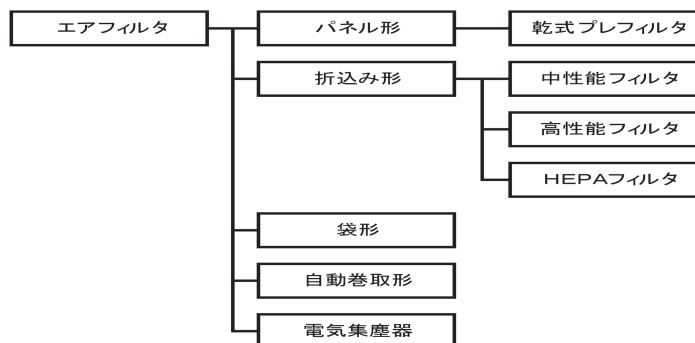 エアフィルタ
パネル形
乾式プレフィルタ
折込み形
中性能フィルタ
高性能フィルタ
HEPAフィルタ
袋形
自動巻取形
電気集塵器